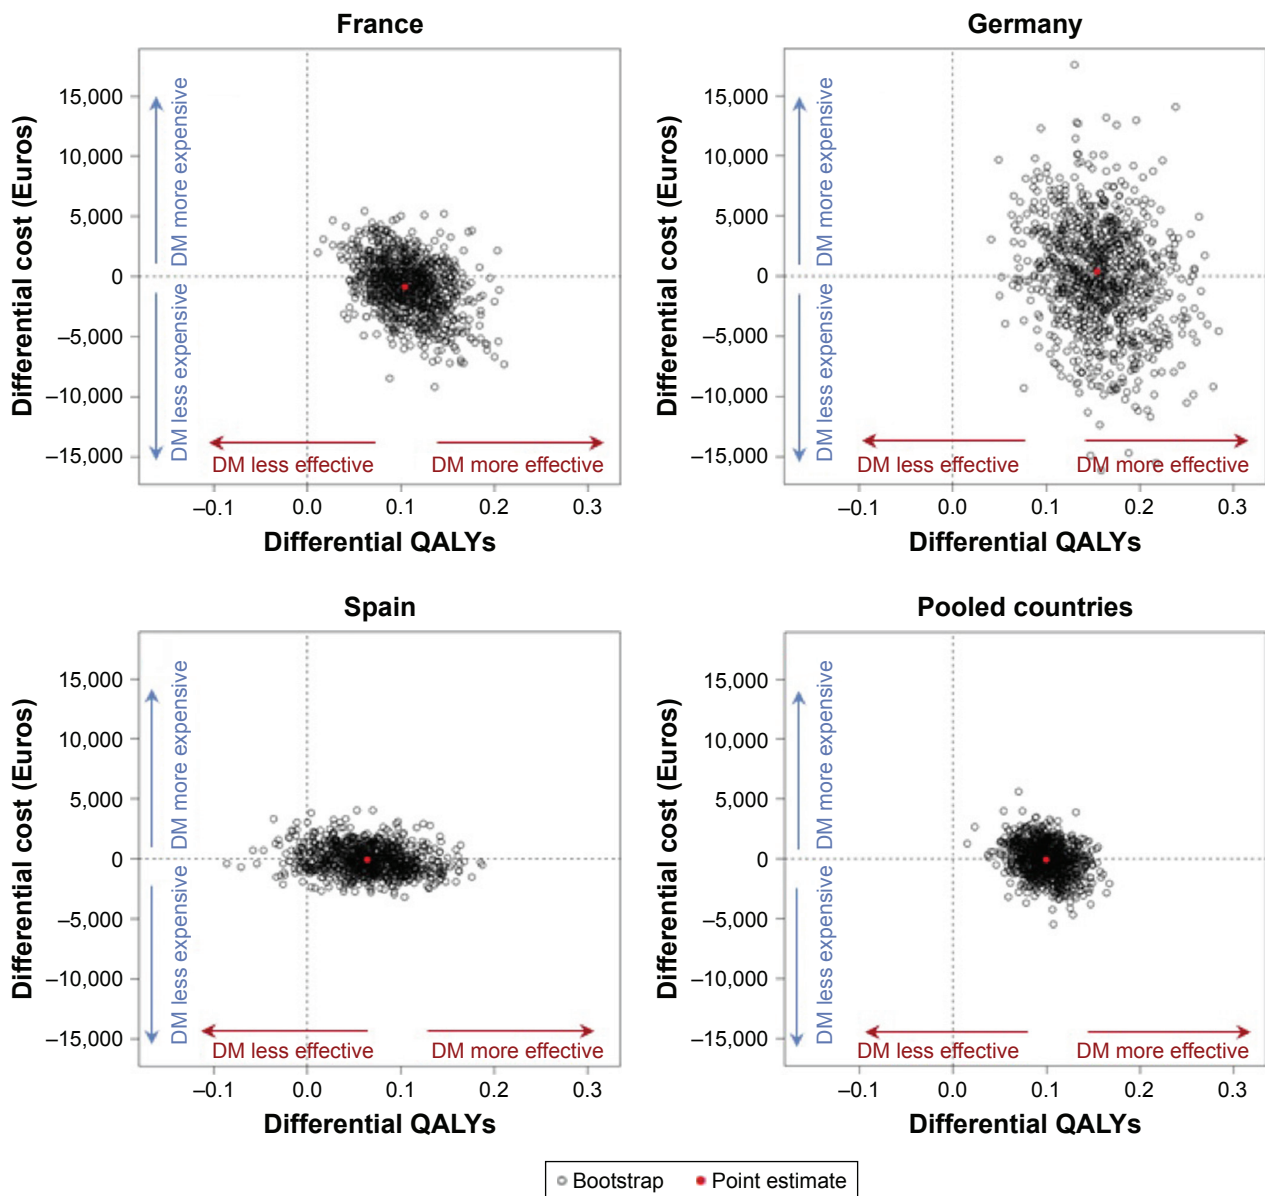 France
Differential cost (Euros)
DM more expensive
DM less expensive
15,000
10,000
5,000
0
–5,000
–10,000
–15,000
DM less effective
DM more effective
–0.1 0.0 0.1 0.2 0.3
Differential QALYs
Germany
Differential cost (Euros)
DM more expensive
DM less expensive
15,000
10,000
5,000
0
–5,000
–10,000
–15,000
DM less effective
DM more effective
–0.1 0.0 0.1 0.2 0.3
Differential QALYs
Spain
Differential cost (Euros)
DM more expensive
DM less expensive
15,000
10,000
5,000
0
–5,000
–10,000
–15,000
DM less effective
DM more effective
–0.1 0.0 0.1 0.2 0.3
Differential QALYs
Pooled countries
Differential cost (Euros)
DM more expensive
DM less expensive
15,000
10,000
5,000
0
–5,000
–10,000
–15,000
DM less effective
DM more effective
–0.1 0.0 0.1 0.2 0.3
Differential QALYs
Bootstrap
Point estimate